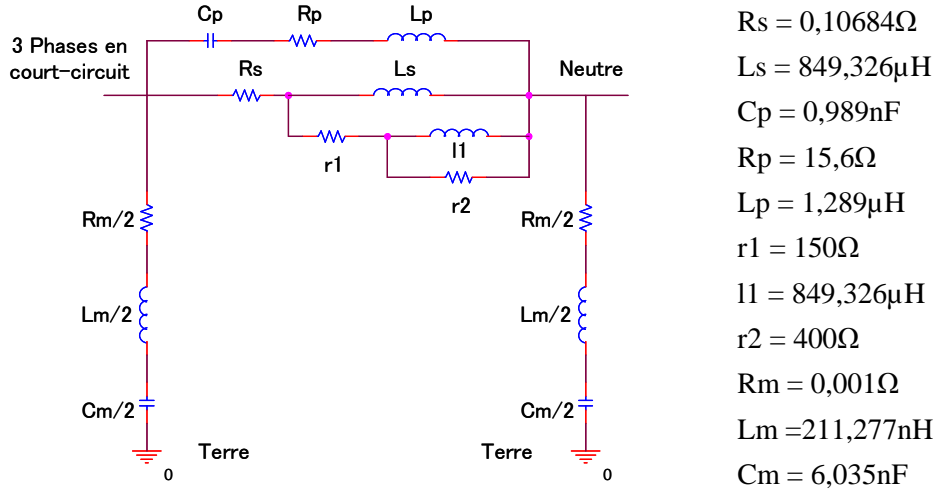 Cp Rp Lp
3 Phases en
court-circuit
Rs Ls Neutre
r1 l1
r2
Rm/2 Rm/2
Lm/2 Lm/2
Cm/2 Cm/2
Terre Terre
0 0
Rs = 0,10684Ω
Ls = 849,326µH
Cp = 0,989nF
Rp = 15,6Ω
Lp = 1,289µH
r1 = 150Ω
l1 = 849,326µH
r2 = 400Ω
Rm = 0,001Ω
Lm =211,277nH
Cm = 6,035nF